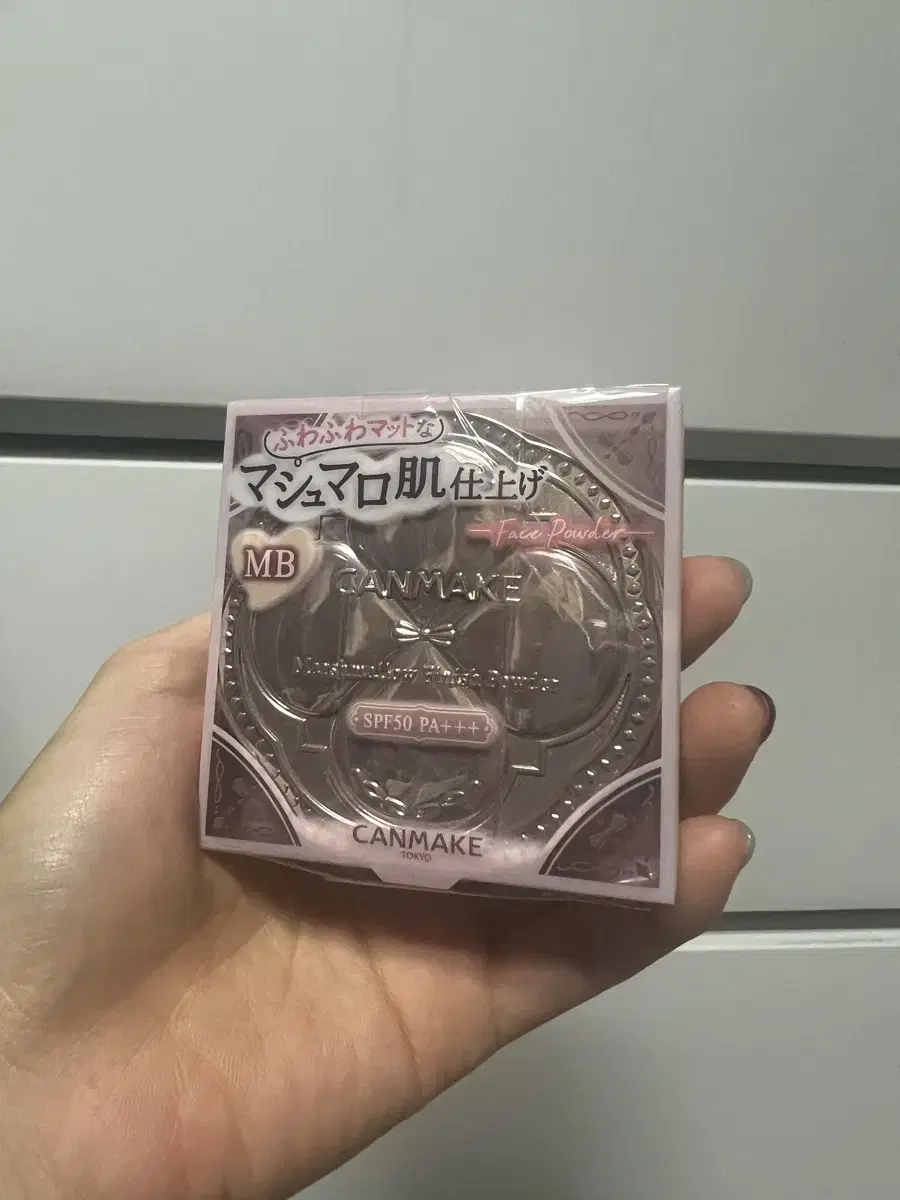 ふわふわマットな
マシュマロ肌仕上げ
Face Powder
MB
CANMAKE
Marshmallow Finish Powder
SPF50 PA+++
CANMAKE
TOKYO